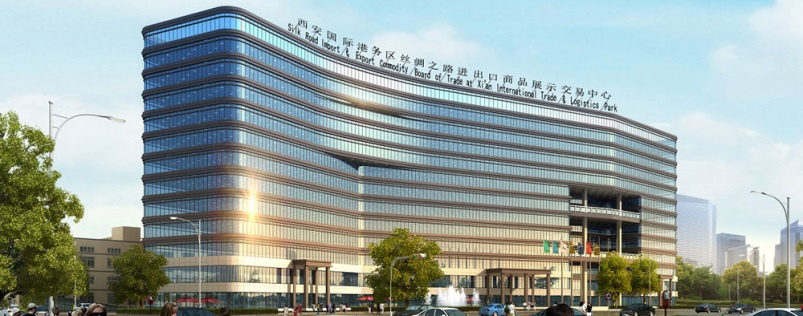 西安国际港务区丝绸之路进出口商品展示交易中心
Silk Road Import & Export Commodity Board of Trade at Xi'an International Trade & Logistics Park